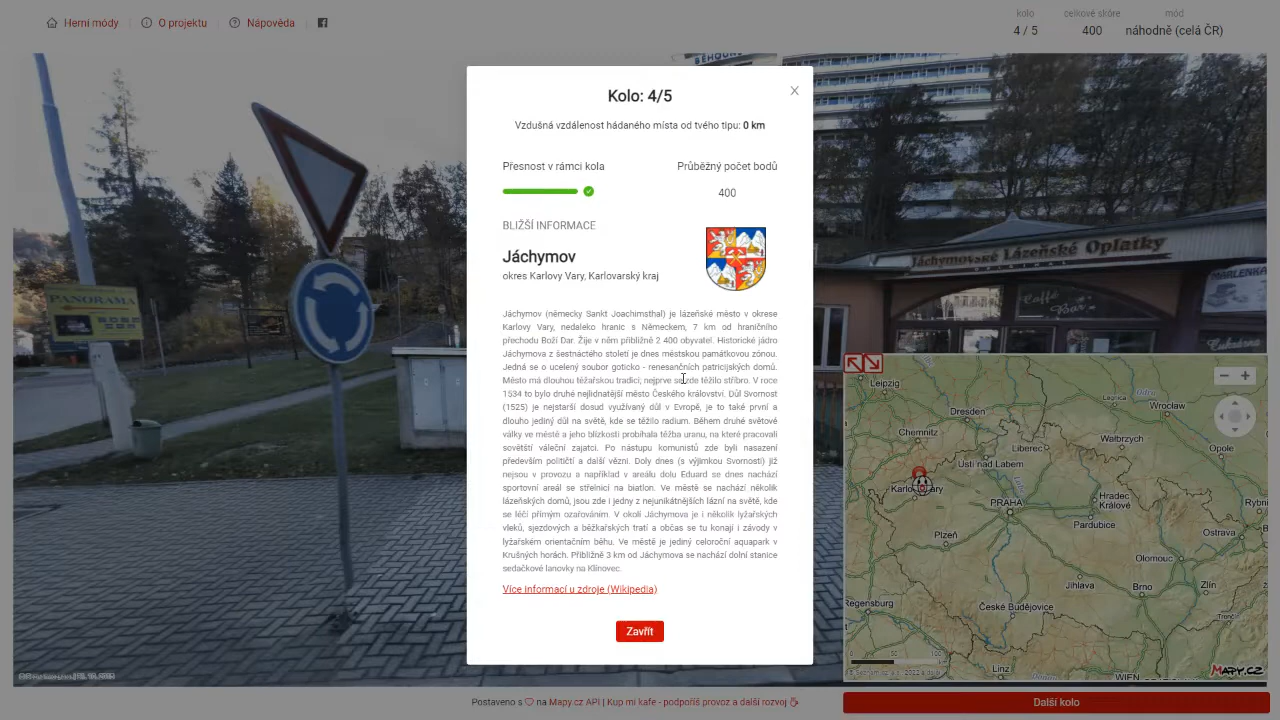 Herní módy
O projektu
Nápověda
kolo
4 / 5
celkové skóre
400
mód
náhodně (celá ČR)
BĚHOUNEK
PANORAMA
Jáchymovské Lázeňské Oplatky
MARLENKA
Caffé Bar
Cukrárna
Kolo: 4/5
Vzdušná vzdálenost hádaného místa od tvého tipu: 0 km
Přesnost v rámci kola
Průběžný počet bodů
400
BLIŽŠÍ INFORMACE
Jáchymov
okres Karlovy Vary, Karlovarský kraj
Jáchymov (německy Sankt Joachimsthal) je lázeňské město v okrese
Karlovy Vary, nedaleko hranic s Německem, 7 km od hraničního
přechodu Boží Dar. Žije v něm přibližně 2 400 obyvatel. Historické jádro
Jáchymova z šestnáctého století je dnes městskou památkovou zónou.
Jedná se o ucelený soubor goticko - renesančních patricijských domů.
Město má dlouhou těžařskou tradici, nejprve se zde těžilo stříbro. V roce
1534 to bylo druhé nejlidnatější město Českého království. Důl Svornost
(1525) je nejstarší dosud využívaný důl v Evropě, je to také první a
dlouho jediný důl na světě, kde se těžilo radium. Během druhé světové
války ve městě a jeho blízkosti probíhala těžba uranu, na které pracovali
sovětští váleční zajatci. Po nástupu komunistů zde byli nasazení
především političtí a další vězni. Doly dnes (s výjimkou Svornosti) již
nejsou v provozu a například v areálu dolu Eduard se dnes nachází
sportovní areál se střelnicí na biatlon. Ve městě se nachází několik
lázeňských domů, jsou zde i jedny z nejunikátnějších lázní na světě, kde
se léčí přímým ozařováním. V okolí Jáchymova je i několik lyžařských
vleků, sjezdových a běžkařských tratí a občas se tu konají i závody v
lyžařském orientačním běhu. Ve městě je jediný celoroční aquapark v
Krušných horách. Přibližně 3 km od Jáchymova se nachází dolní stanice
sedačkové lanovky na Klínovec.
Více informací u zdroje (Wikipedia)
Zavřít
Leipzig
Dresden
Legnica
Wrocław
Chemnitz
Liberec
Wałbrzych
Opole
Ústí nad Labem
Karlovy Vary
PRAHA
Hradec
Králové
Rybni
Plzeň
Pardubice
Ostrava
Olomouc
Jihlava
Brno
Zlín
Regensburg
České Budějovice
Linz
WIEN
0
50
100
MAPY.CZ
Postaveno s na Mapy.cz API | Kup mi kafe - podpoříš provoz a další rozvoj
Další kolo